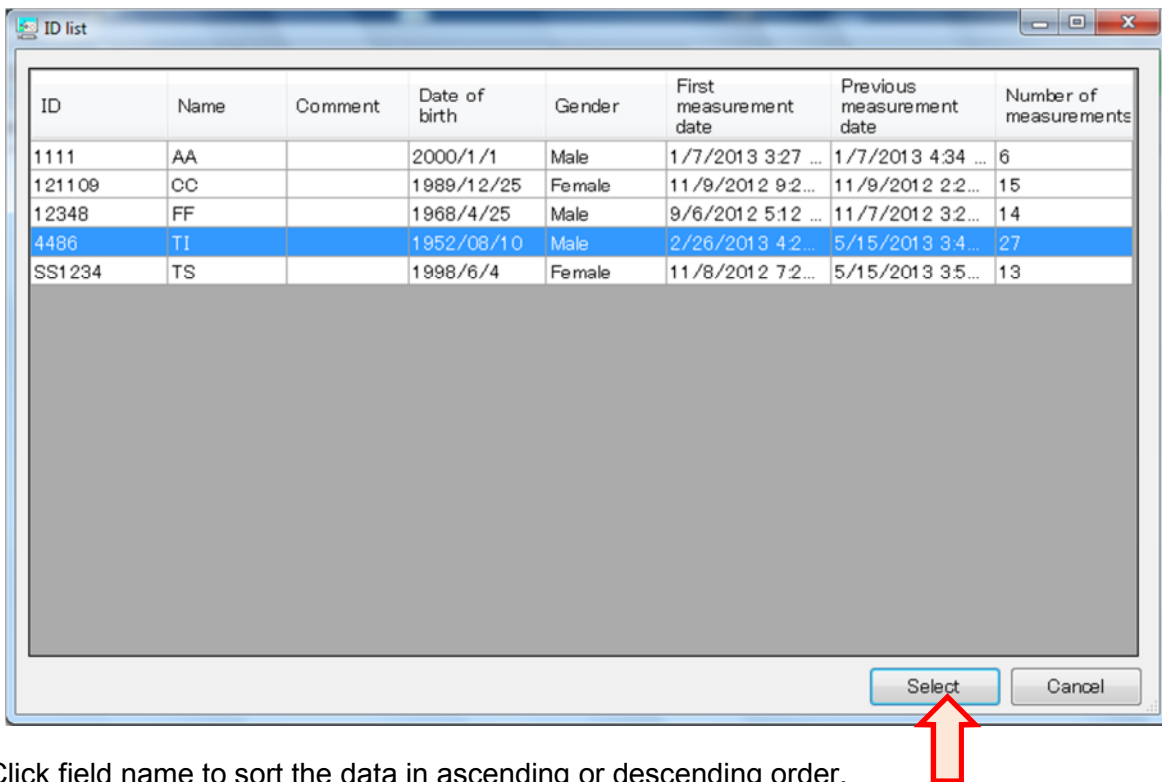 ID list
ID Name Comment Date of birth Gender First measurement date Previous measurement date Number of measurements
1111 AA 2000/1/1 Male 1/7/2013 3:27 ... 1/7/2013 4:34 ... 6
121109 CC 1989/12/25 Female 11/9/2012 9:2... 11/9/2012 2:2... 15
12348 FF 1968/4/25 Male 9/6/2012 5:12 ... 11/7/2012 3:2... 14
4486 TI 1952/08/10 Male 2/26/2013 4:2... 5/15/2013 3:4... 27
SS1234 TS 1998/6/4 Female 11/8/2012 7:2... 5/15/2013 3:5... 13
Select Cancel
Click field name to sort the data in ascending or descending order.